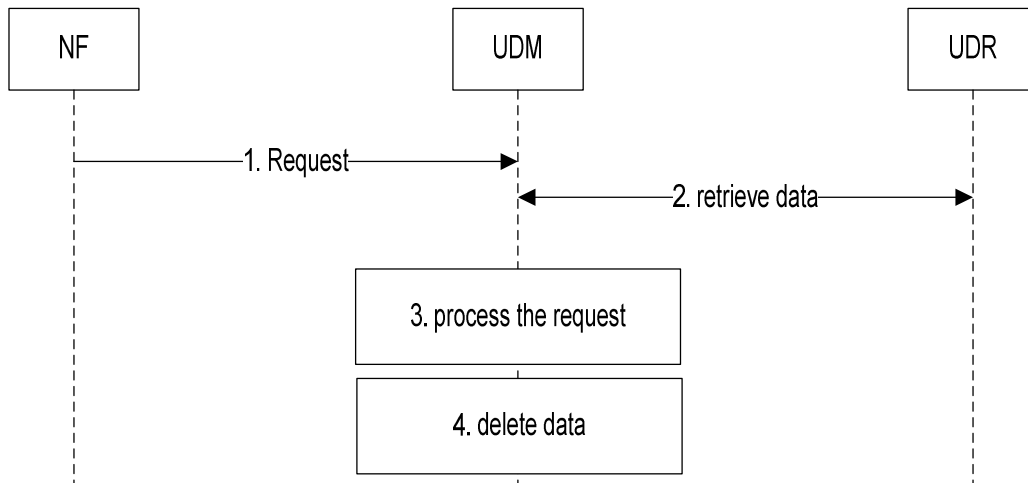 NF
UDM
UDR
1. Request
2. retrieve data
3. process the request
4. delete data